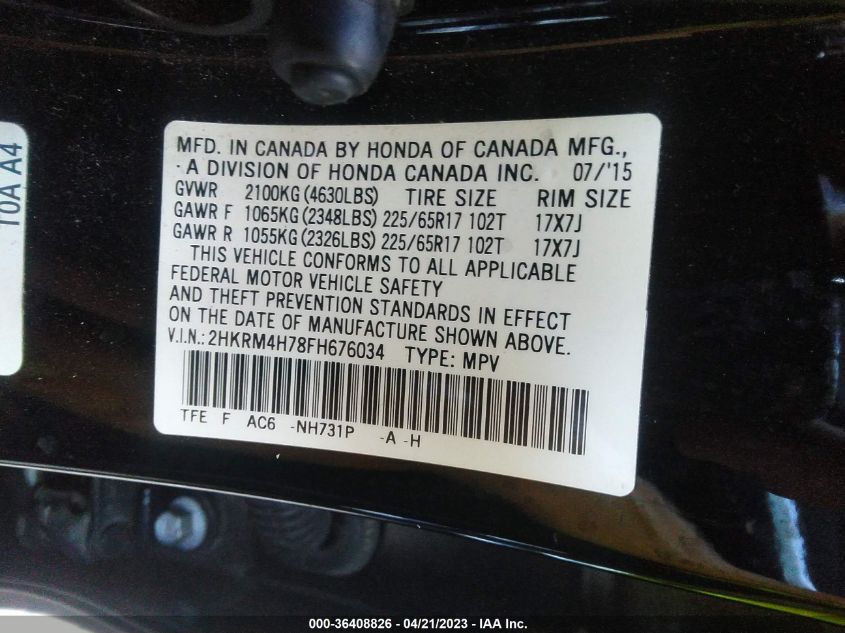 T0A A4
MFD. IN CANADA BY HONDA OF CANADA MFG.,
-A DIVISION OF HONDA CANADA INC. 07/'15
GVWR 2100KG(4630LBS) TIRE SIZE RIM SIZE
GAWR F 1065KG(2348LBS) 225/65R17 102T 17X7J
GAWR R 1055KG(2326LBS) 225/65R17 102T 17X7J
THIS VEHICLE CONFORMS TO ALL APPLICABLE
FEDERAL MOTOR VEHICLE SAFETY
AND THEFT PREVENTION STANDARDS IN EFFECT
ON THE DATE OF MANUFACTURE SHOWN ABOVE.
V.I.N.: 2HKRM4H78FH676034 TYPE: MPV
TFE F AC6 -NH731P -A -H
000-36408826 - 04/21/2023 - IAA Inc.